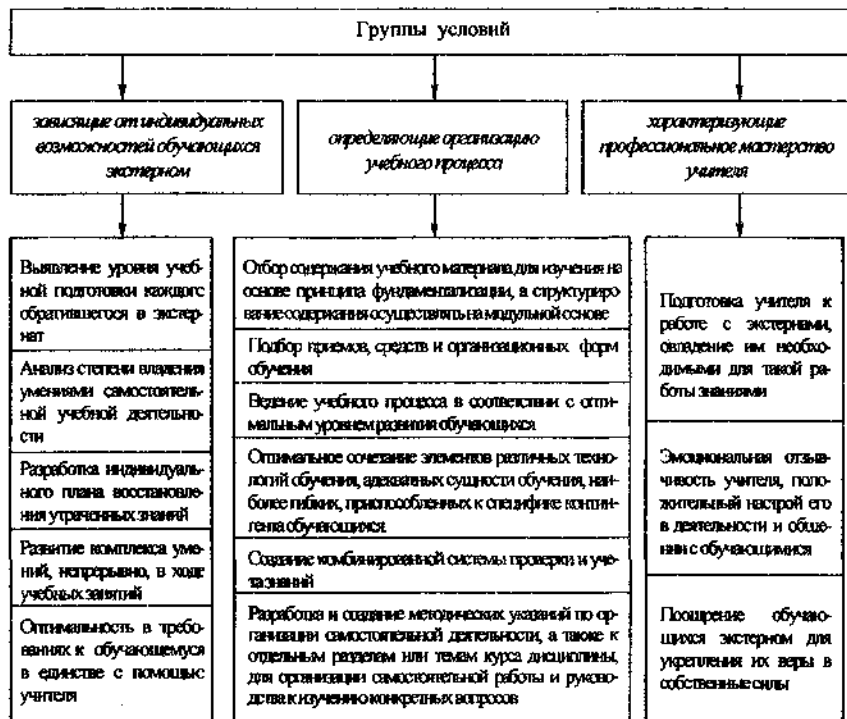 Группы условий
зависящие от индивидуальных
возможностей обучающихся
экстерном
определяющие организацию
учебного процесса
характеризующие
профессиональное мастерство
учителя
Выявление уровня учеб-
ной подготовки каждого
обратившегося в экстер-
нат
Анализ степени владения
умениями самостоятель-
ной учебной деятельно-
сти
Разработка индивидуаль-
ного плана восстановле-
ния утраченных знаний
Развитие комплекса уме-
ний, непрерывно, в ходе
учебных занятий
Оптимальность в требо-
ваниях к обучающемуся
в единстве с помощью
учителя
Отбор содержания учебного материала для изучения на
основе принципа фундаментализации, а структуриро-
вание содержания осуществлять на модульной основе
Подбор приемов, средств и организационных форм
обучения
Ведение учебного процесса в соответствии с опти-
мальным уровнем развития обучающихся
Оптимальное сочетание элементов различных техно-
логий обучения, адекватных сущности обучения, наи-
более гибких, приспособленных к специфике контин-
гента обучающихся
Создание комбинированной системы проверки и уче-
та знаний
Разработка и создание методических указаний по ор-
ганизации самостоятельной деятельности, а также к
отдельным разделам или темам курса дисциплины,
для организации самостоятельной работы и руковод-
ства к изучению конкретных вопросов
Подготовка учителя к
работе с экстернами,
овладение им необхо-
димыми для такой ра-
боты знаниями
Эмоциональная отзыв-
чивость учителя, поло-
жительный настрой его
в деятельности и обще-
нии с обучающимися
Поощрение обучаю-
щихся экстерном для
укрепления их веры в
собственные силы